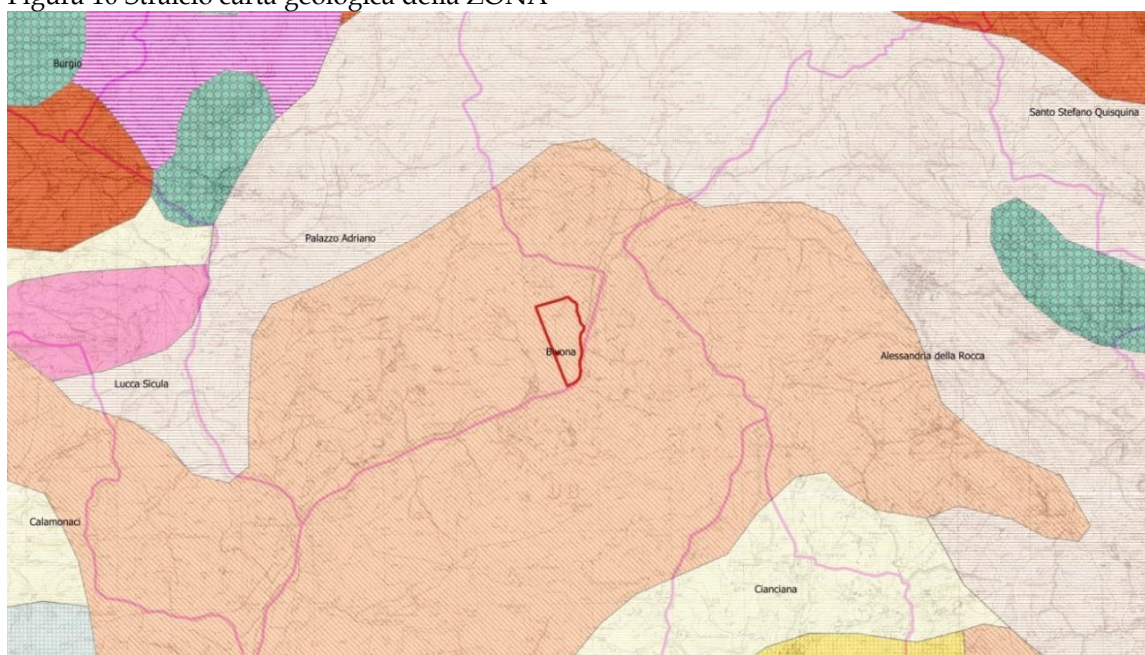 Figura 10 Stralcio carta geologica della ZONA
Burgio
Santo Stefano Quisquina
Palazzo Adriano
Bivona
Alessandria della Rocca
Lucca Sicula
Calamonaci
Cianciana